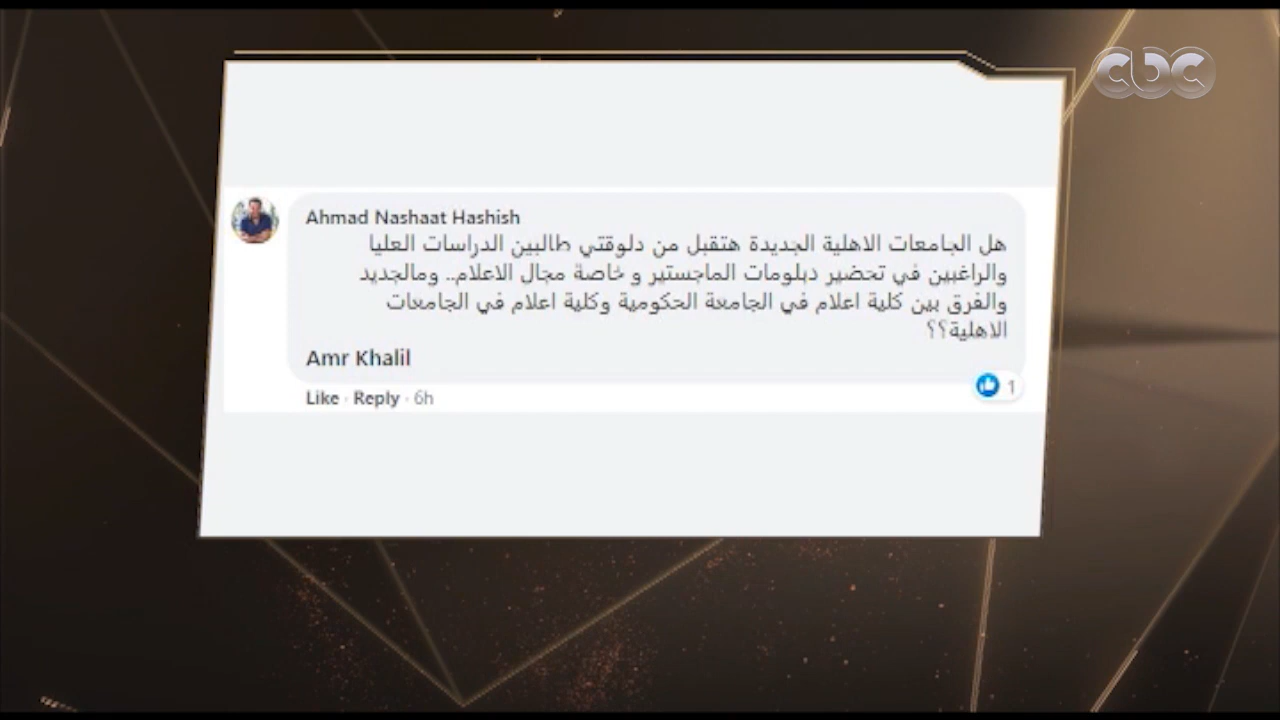 cbc
Ahmad Nashaat Hashish
هل الجامعات الاهلية الجديدة هتقبل من دلوقتي طالبين الدراسات العليا
والراغبين في تحضير دبلومات الماجستير و خاصة مجال الاعلام.. ومالجديد
والفرق بين كلية اعلام في الجامعة الحكومية وكلية اعلام في الجامعات
الاهلية؟؟
Amr Khalil
Like · Reply · 6h
1